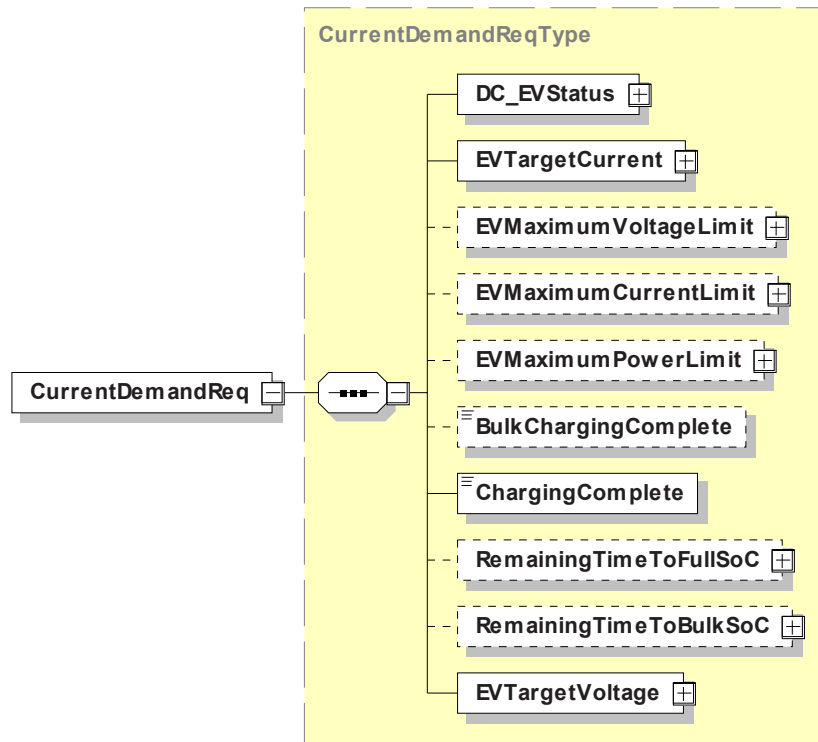 CurrentDemandReqType
DC_EVStatus
EVTargetCurrent
EVMaximumVoltageLimit
EVMaximumCurrentLimit
EVMaximumPowerLimit
CurrentDemandReq
BulkChargingComplete
ChargingComplete
RemainingTimeToFullSoC
RemainingTimeToBulkSoC
EVTargetVoltage